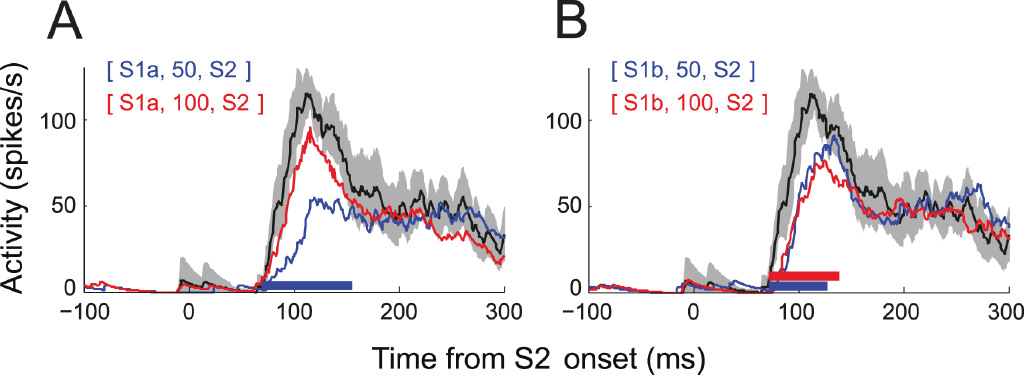 A
[ S1a, 50, S2 ]
[ S1a, 100, S2 ]
Activity (spikes/s)
100
50
0
−100 0 100 200 300
B
[ S1b, 50, S2 ]
[ S1b, 100, S2 ]
100
50
0
−100 0 100 200 300
Time from S2 onset (ms)